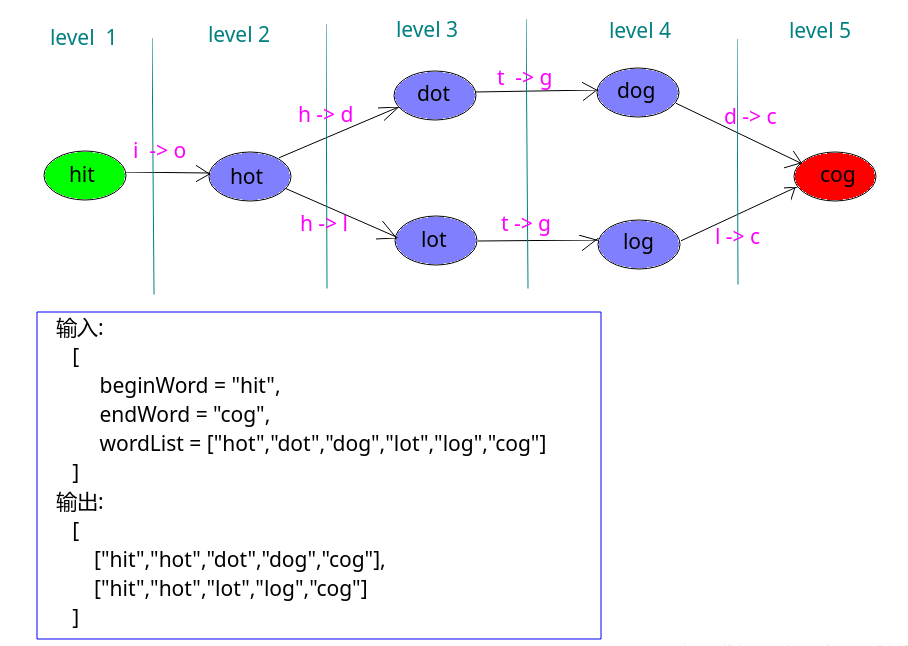 level 1
level 2
level 3
level 4
level 5
t -> g
dot
dog
h -> d
d -> c
i -> o
hit
hot
cog
h -> l
t -> g
l -> c
lot
log
输入:
[
beginWord = "hit",
endWord = "cog",
wordList = ["hot","dot","dog","lot","log","cog"]
]
输出:
[
["hit","hot","dot","dog","cog"],
["hit","hot","lot","log","cog"]
]